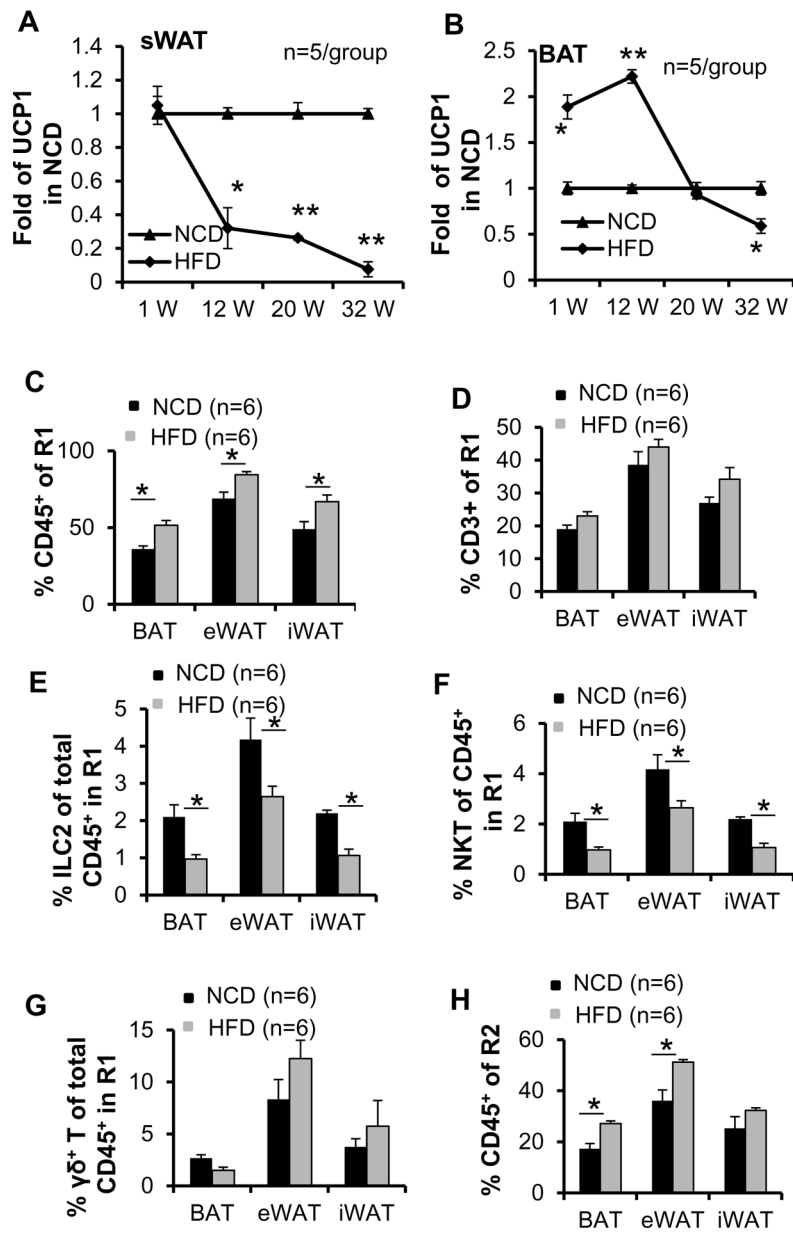 A
sWAT
n=5/group
Fold of UCP1
in NCD
1.4
1.2
1
0.8
0.6
0.4
0.2
0
*
**
**
NCD
HFD
1 W
12 W
20 W
32 W
B
BAT
n=5/group
Fold of UCP1
in NCD
2.5
2
1.5
1
0.5
0
*
**
*
NCD
HFD
1 W
12 W
20 W
32 W
C
NCD (n=6)
HFD (n=6)
% CD45⁺ of R1
100
50
0
*
*
*
BAT
eWAT
iWAT
D
NCD (n=6)
HFD (n=6)
% CD3+ of R1
50
40
30
20
10
0
BAT
eWAT
iWAT
E
NCD (n=6)
HFD (n=6)
% ILC2 of total
CD45⁺ in R1
5
4
3
2
1
0
*
*
*
BAT
eWAT
iWAT
F
NCD (n=6)
HFD (n=6)
% NKT of CD45⁺
in R1
6
4
2
0
*
*
*
BAT
eWAT
iWAT
G
NCD (n=6)
HFD (n=6)
% γδ⁺ T of total
CD45⁺ in R1
15
10
5
0
BAT
eWAT
iWAT
H
NCD (n=6)
HFD (n=6)
% CD45⁺ of R2
60
40
20
0
*
*
BAT
eWAT
iWAT